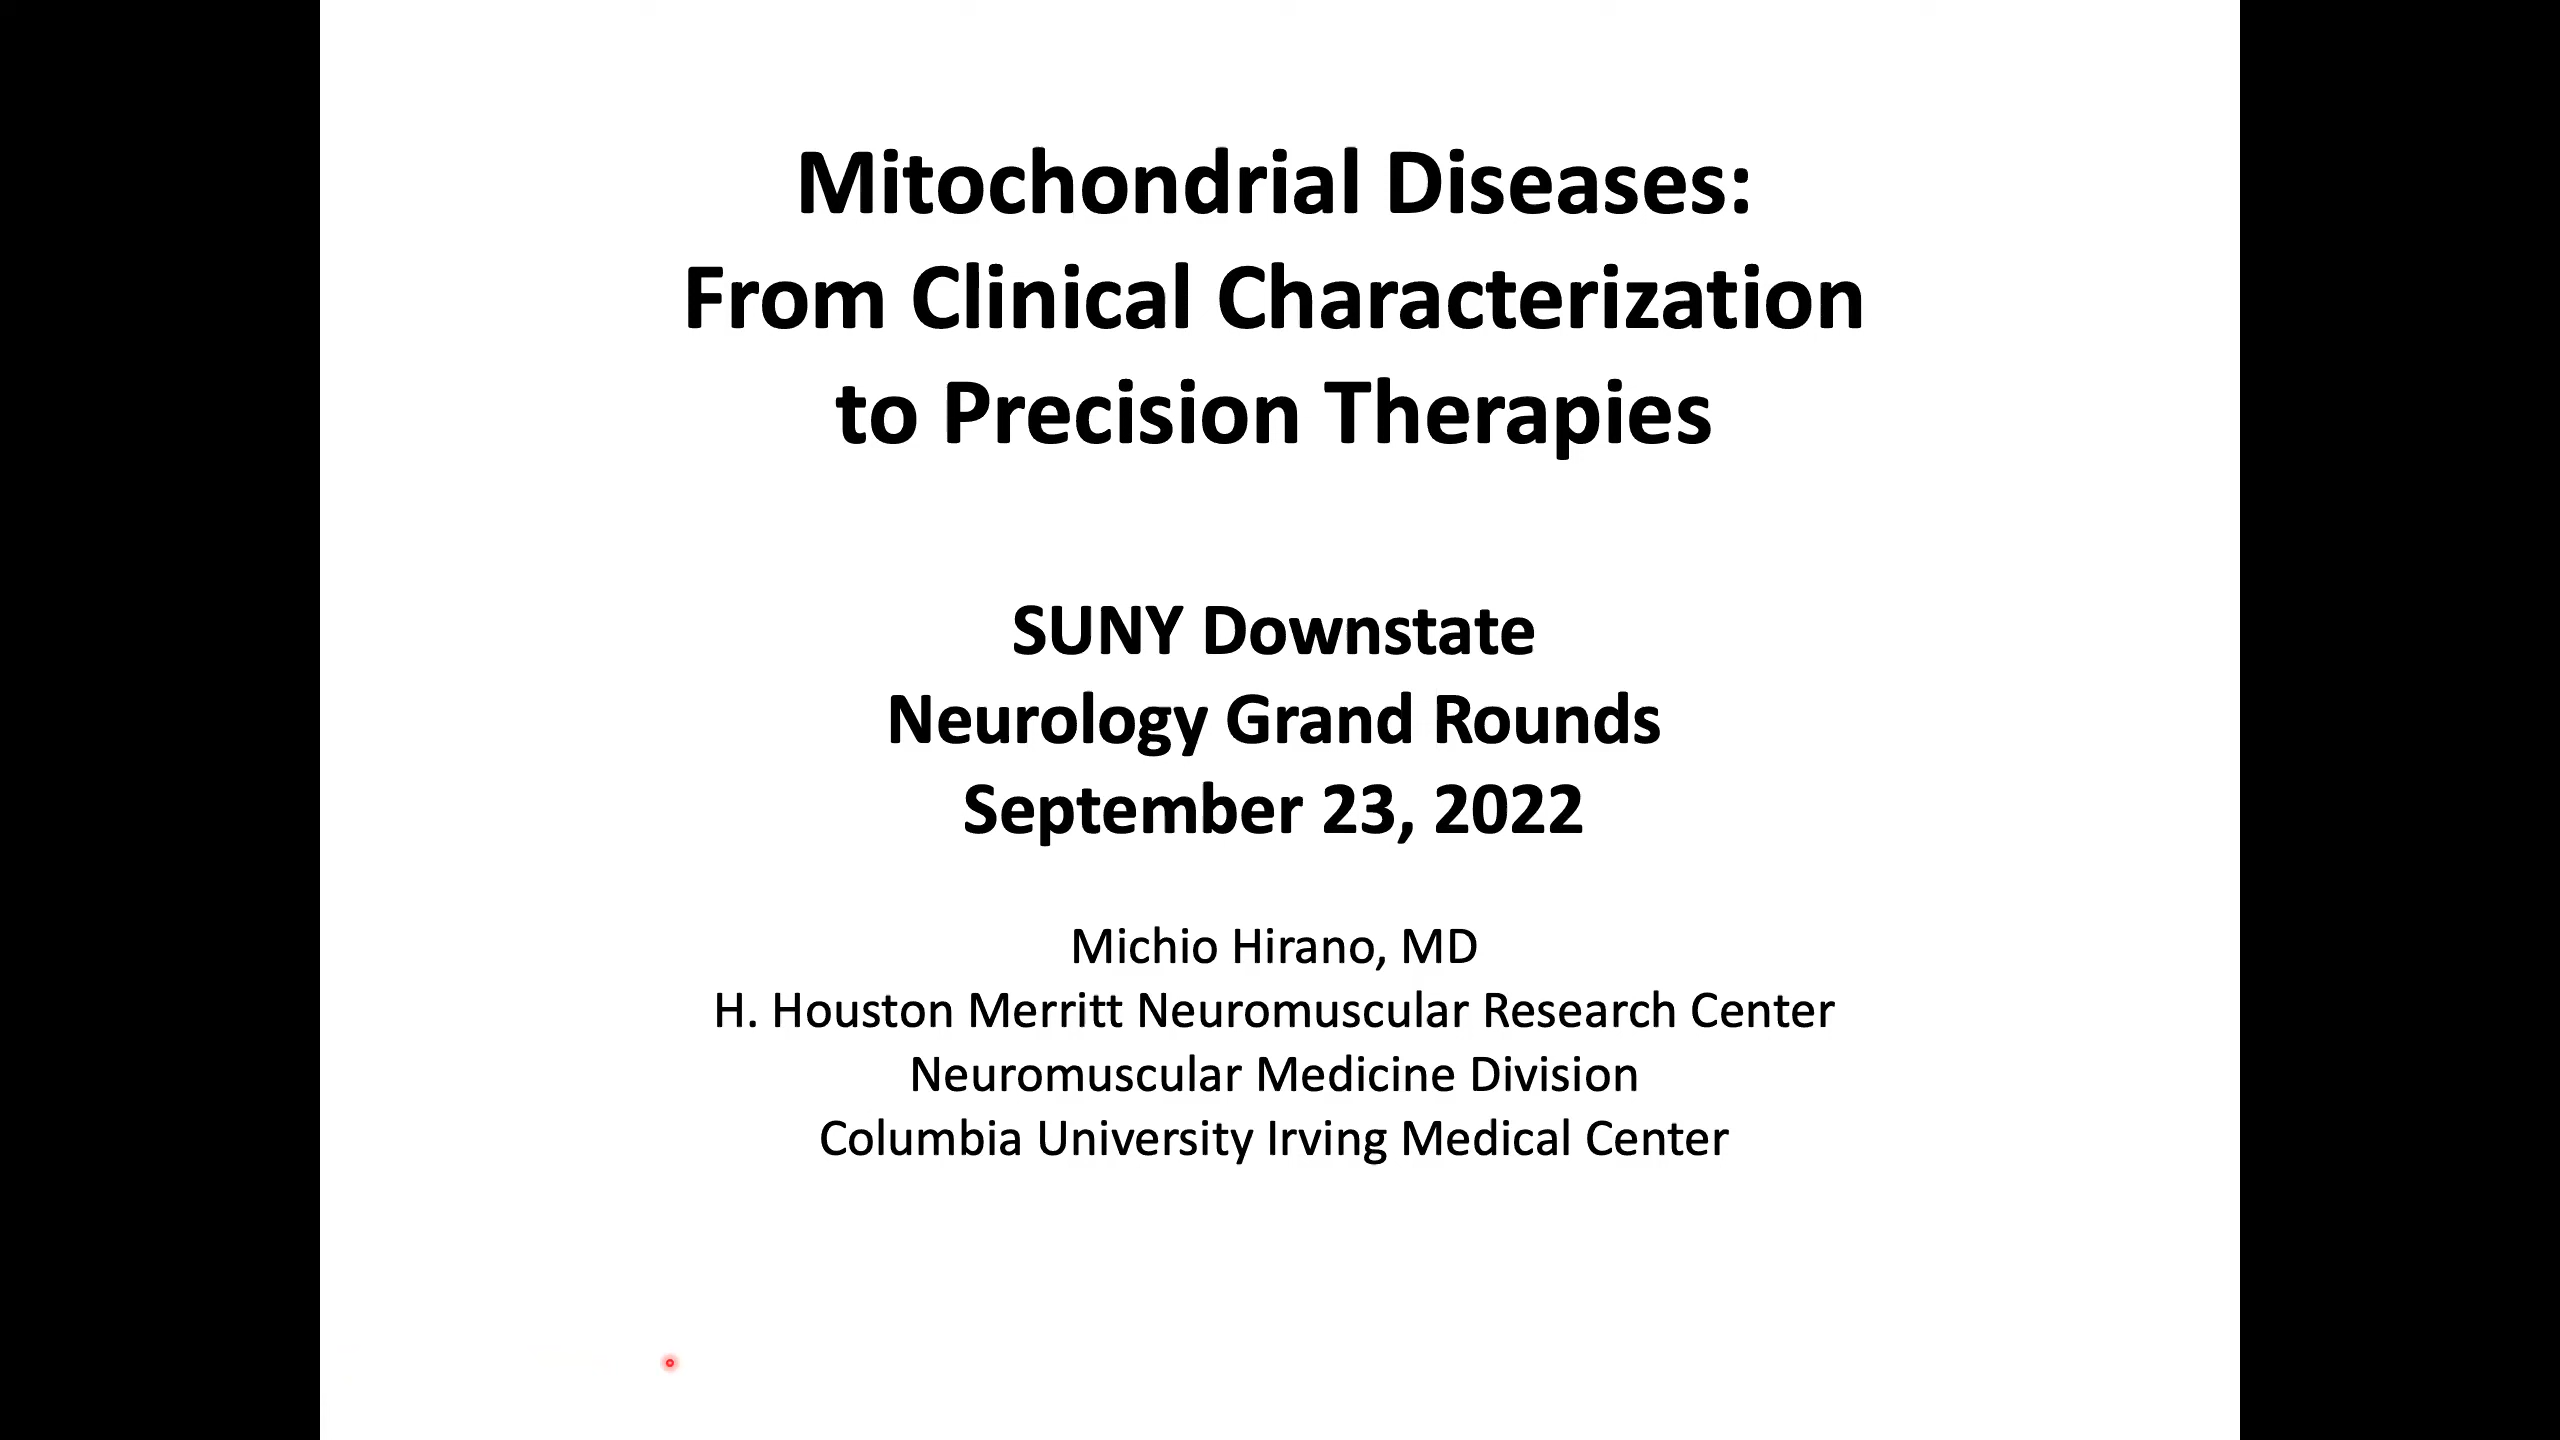 Mitochondrial Diseases:
From Clinical Characterization
to Precision Therapies
SUNY Downstate
Neurology Grand Rounds
September 23, 2022
Michio Hirano, MD
H. Houston Merritt Neuromuscular Research Center
Neuromuscular Medicine Division
Columbia University Irving Medical Center